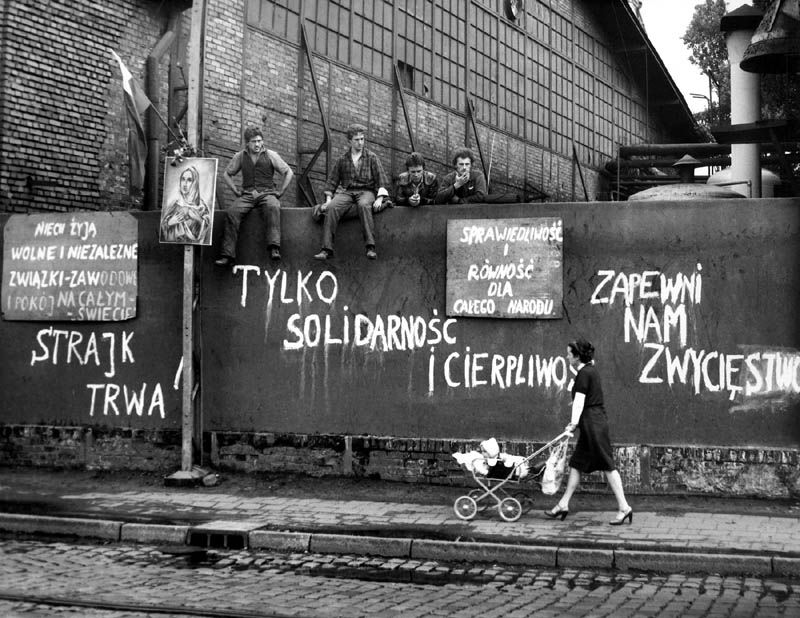 NIECH ŻYJĄ
WOLNE I NIEZALEŻNE
ZWIĄZKI-ZAWODOWE
I POKÓJ NA CAŁYM-
ŚWIECIE
STRAJK
TRWA!
TYLKO
SOLIDARNOŚĆ
I CIERPLIWO
SPRAWIEDLIWOŚĆ
I
RÓWNOŚĆ
DLA
CAŁEGO NARODU.
ZAPEWNI
NAM
ZWYCIĘSTWO